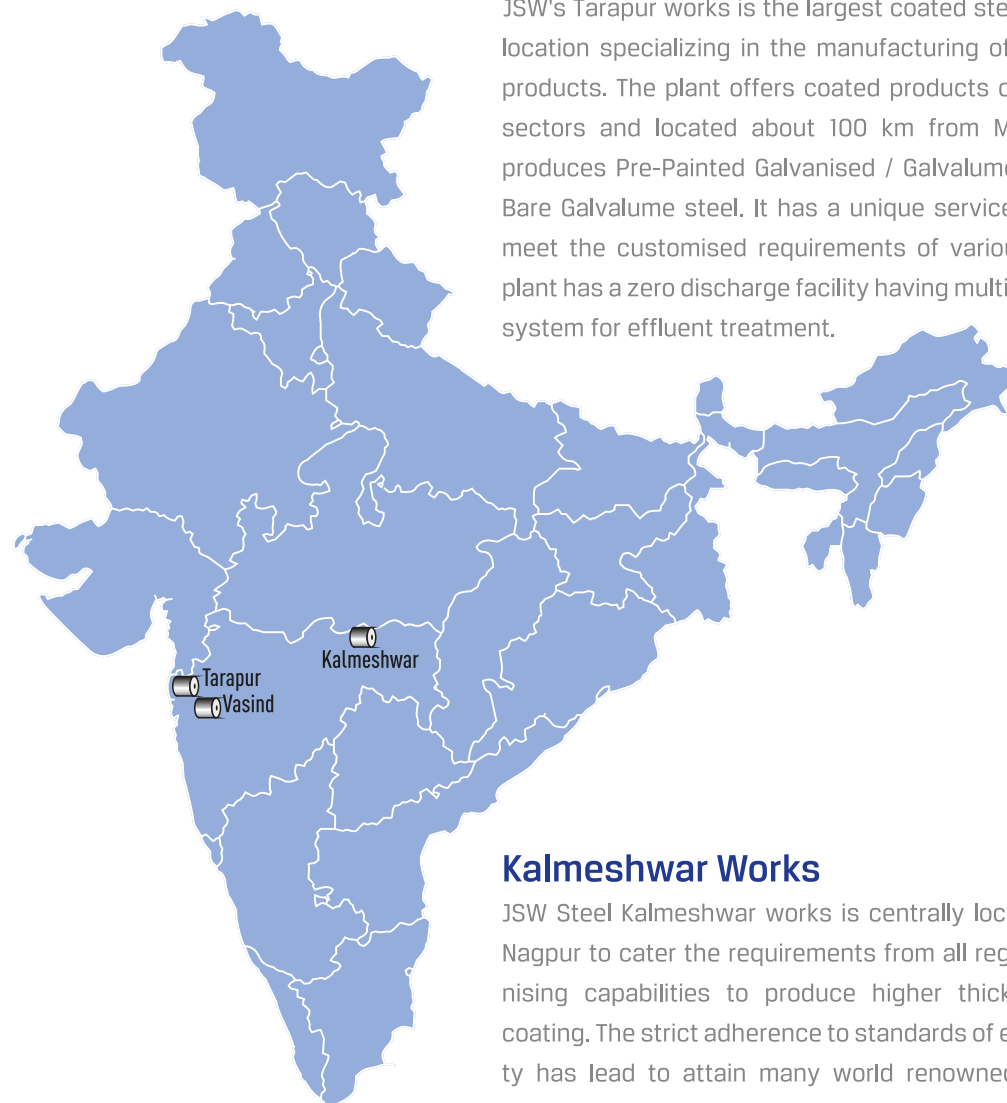 JSW's Tarapur works is the largest coated
location specializing in the manufacturing of
products. The plant offers coated products
sectors and located about 100 km from
produces Pre-Painted Galvanised / Galvalume
Bare Galvalume steel. It has a unique service
meet the customised requirements of
plant has a zero discharge facility having
system for effluent treatment.
Kalmeshwar
Tarapur
Vasind
Kalmeshwar Works
JSW Steel Kalmeshwar works is centrally
Nagpur to cater the requirements from all
nising capabilities to produce higher
coating. The strict adherence to standards of
ty has lead to attain many world renowned